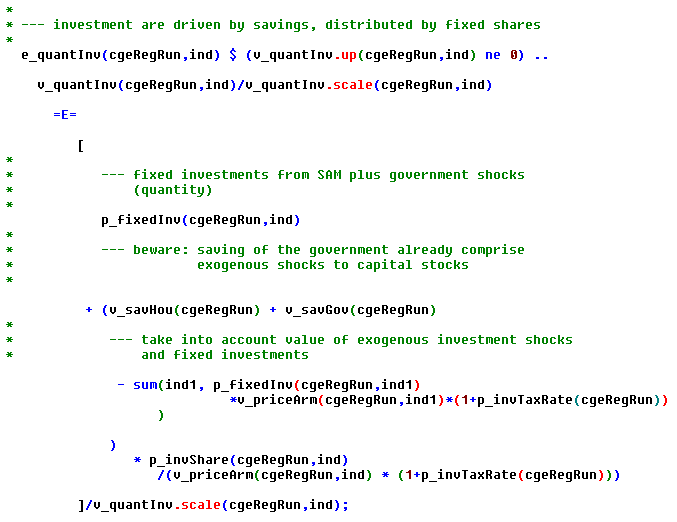 *
* --- investment are driven by savings, distributed by fixed shares
*
e_quantInv(cgeRegRun,ind) $ (v_quantInv.up(cgeRegRun,ind) ne 0) ..
v_quantInv(cgeRegRun,ind)/v_quantInv.scale(cgeRegRun,ind)
=E=
[
*
* --- fixed investments from SAM plus government shocks
* (quantity)
*
p_fixedInv(cgeRegRun,ind)
*
* --- beware: saving of the government already comprise
* exogenous shocks to capital stocks
*
+ (v_savHou(cgeRegRun) + v_savGov(cgeRegRun)
*
* --- take into account value of exogenous investment shocks
* and fixed investments
- sum(ind1, p_fixedInv(cgeRegRun,ind1)
*v_priceArm(cgeRegRun,ind1)*(1+p_invTaxRate(cgeRegRun))
)
)
* p_invShare(cgeRegRun,ind)
/(v_priceArm(cgeRegRun,ind) * (1+p_invTaxRate(cgeRegRun)))
]/v_quantInv.scale(cgeRegRun,ind);